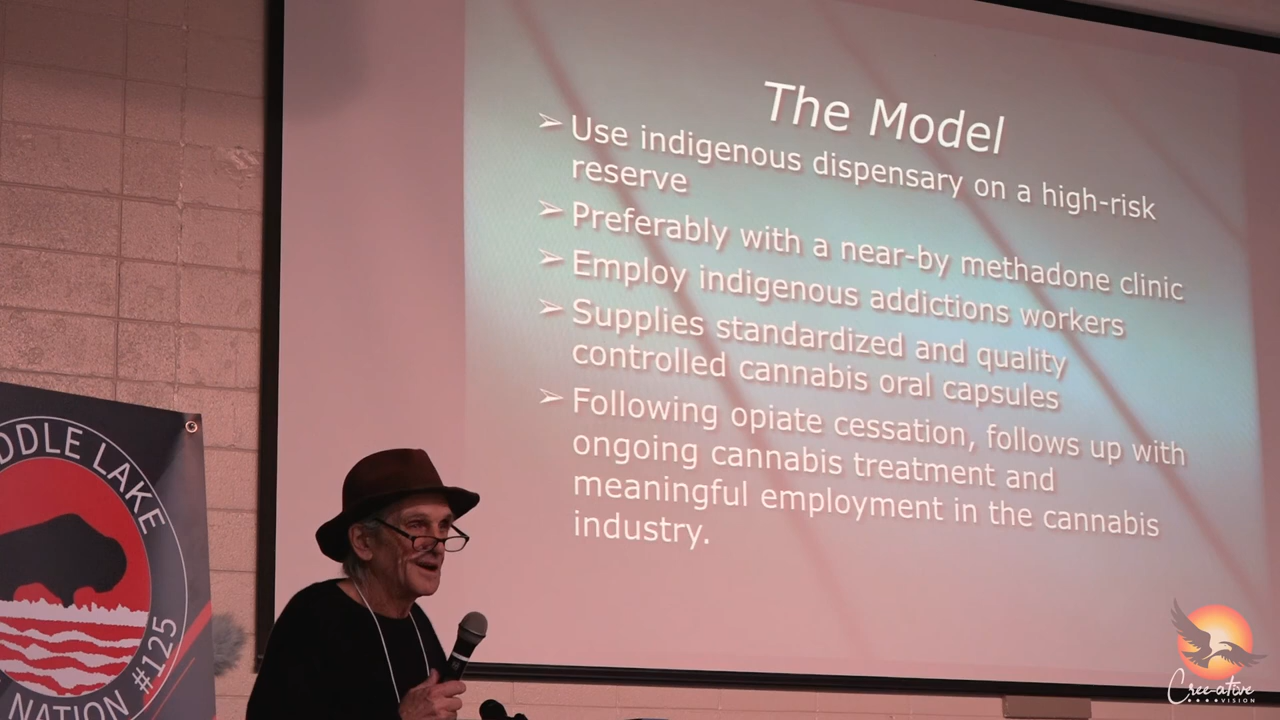 The Model
➢ Use indigenous dispensary on a high-risk
reserve
➢ Preferably with a near-by methadone clinic
➢ Employ indigenous addictions workers
➢ Supplies standardized and quality
controlled cannabis oral capsules
➢ Following opiate cessation, follows up with
ongoing cannabis treatment and
meaningful employment in the cannabis
industry.
DDLE LAKE
NATION #125
Cree-ative
VISION